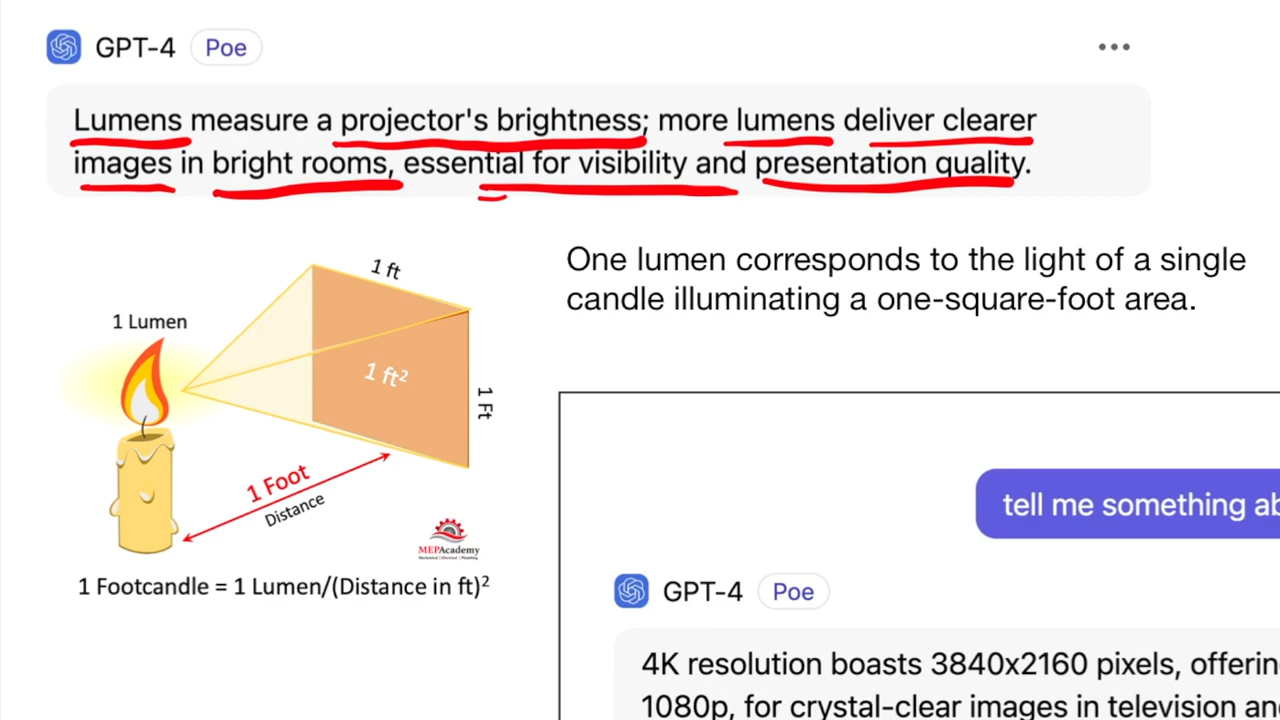 GPT-4 Poe
Lumens measure a projector's brightness; more lumens deliver clearer
images in bright rooms, essential for visibility and presentation quality.
One lumen corresponds to the light of a single
candle illuminating a one-square-foot area.
1 ft
1 Lumen
1 ft²
1 Ft
1 Foot
Distance
MEPAcademy
Mechanical | Electrical | Plumbing
1 Footcandle = 1 Lumen/(Distance in ft)²
tell me something ab
GPT-4 Poe
4K resolution boasts 3840x2160 pixels, offerin
1080p, for crystal-clear images in television an